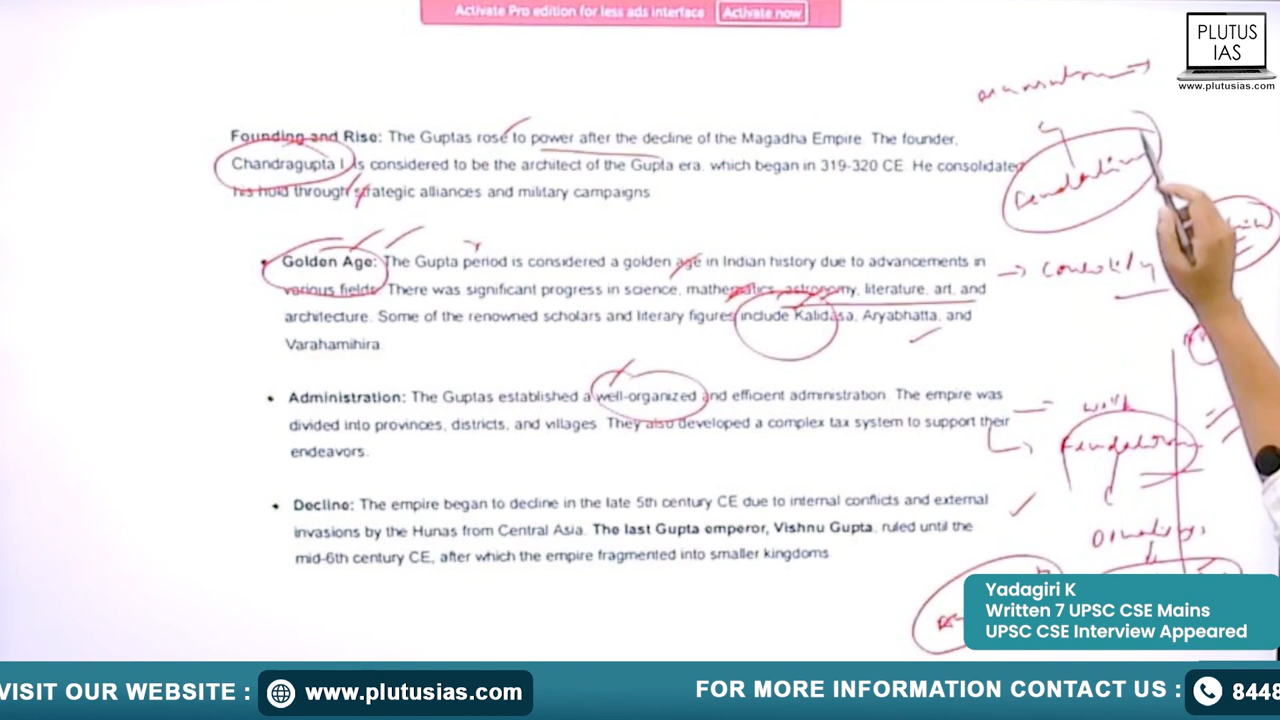 Activate Pro edition for less ads interface Activate now
PLUTUS
IAS
www.plutusias.com
Founding and Rise: The Guptas rose to power after the decline of the Magadha Empire. The founder,
Chandragupta I, is considered to be the architect of the Gupta era, which began in 319-320 CE. He consolidated
his hold through strategic alliances and military campaigns
• Golden Age: The Gupta period is considered a golden age in Indian history due to advancements in
various fields. There was significant progress in science, mathematics, astronomy, literature, art, and
architecture. Some of the renowned scholars and literary figures include Kalidasa, Aryabhatta, and
Varahamihira.
• Administration: The Guptas established a well-organized and efficient administration. The empire was
divided into provinces, districts, and villages. They also developed a complex tax system to support their
endeavors.
• Decline: The empire began to decline in the late 5th century CE due to internal conflicts and external
invasions by the Hunas from Central Asia. The last Gupta emperor, Vishnu Gupta, ruled until the
mid-6th century CE, after which the empire fragmented into smaller kingdoms
Yadagiri K
Written 7 UPSC CSE Mains
UPSC CSE Interview Appeared
VISIT OUR WEBSITE : www.plutusias.com
FOR MORE INFORMATION CONTACT US : 8448